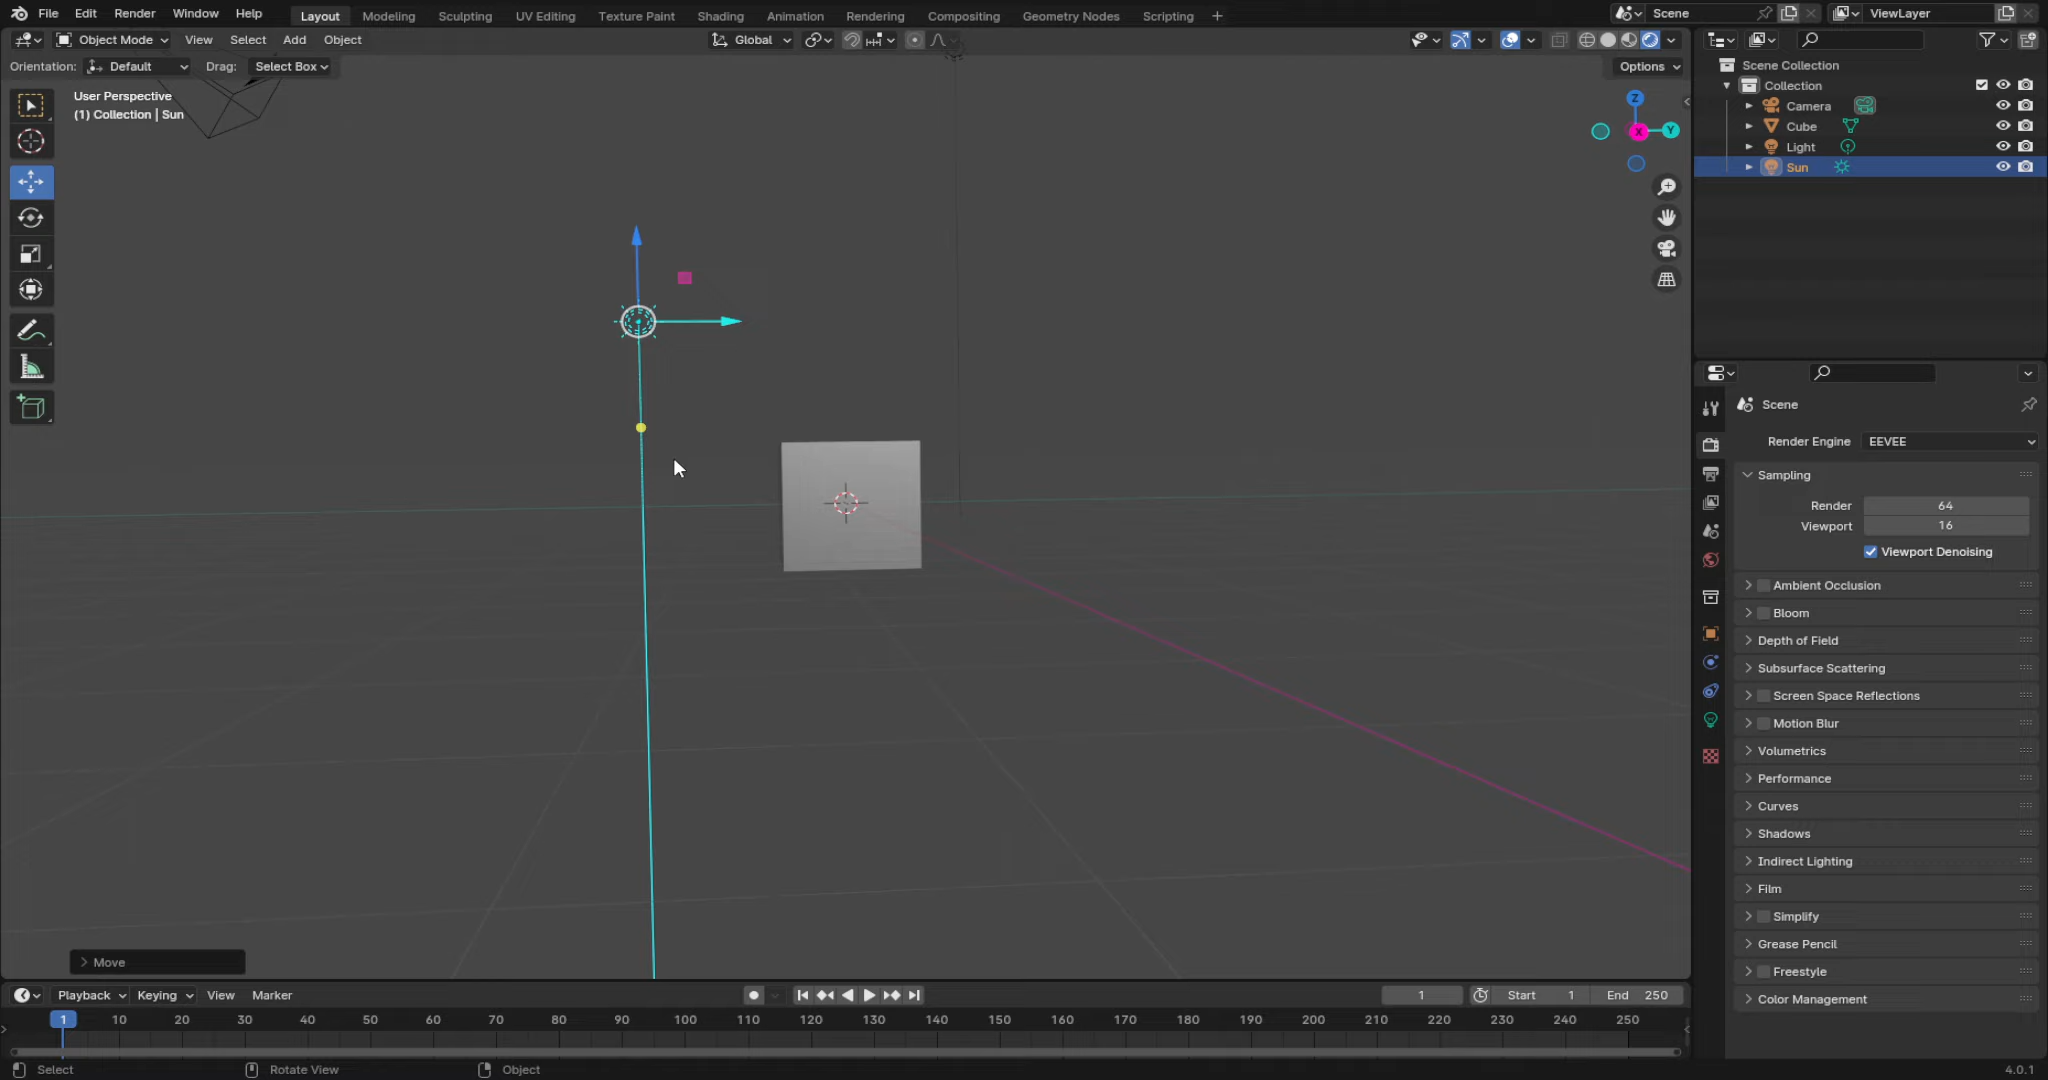 File Edit Render Window Help Layout Modeling Sculpting UV Editing Texture Paint Shading Animation Rendering Compositing Geometry Nodes Scripting + Scene ViewLayer
Object Mode View Select Add Object Global
Orientation: Default Drag: Select Box Options
User Perspective
(1) Collection | Sun
Z
X
Y
Scene Collection
Collection
Camera
Cube
Light
Sun
Scene
Render Engine EEVEE
Sampling
Render 64
Viewport 16
Viewport Denoising
Ambient Occlusion
Bloom
Depth of Field
Subsurface Scattering
Screen Space Reflections
Motion Blur
Volumetrics
Performance
Curves
Shadows
Indirect Lighting
Film
Simplify
Grease Pencil
Freestyle
Color Management
Move
Playback Keying View Marker 1 Start 1 End 250
1 10 20 30 40 50 60 70 80 90 100 110 120 130 140 150 160 170 180 190 200 210 220 230 240 250
Select Rotate View Object 4.0.1